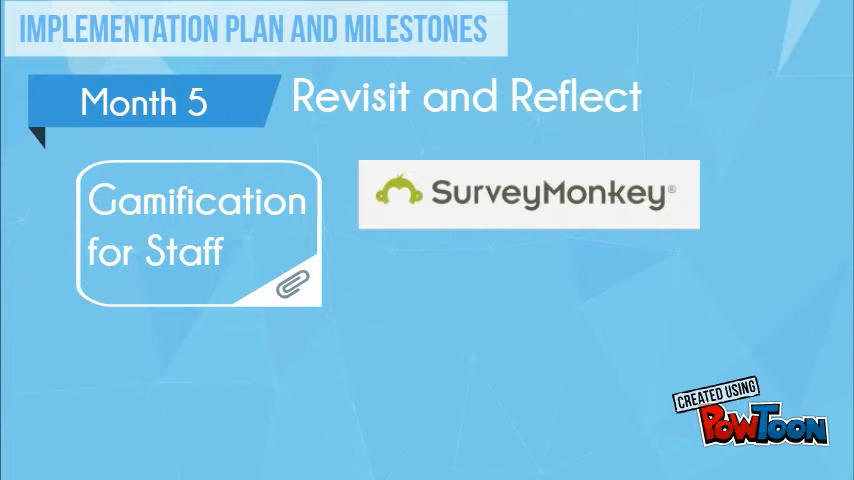 IMPLEMENTATION PLAN AND MILESTONES
Month 5
Revisit and Reflect
Gamification
for Staff
SurveyMonkey®
CREATED USING
POWTOON